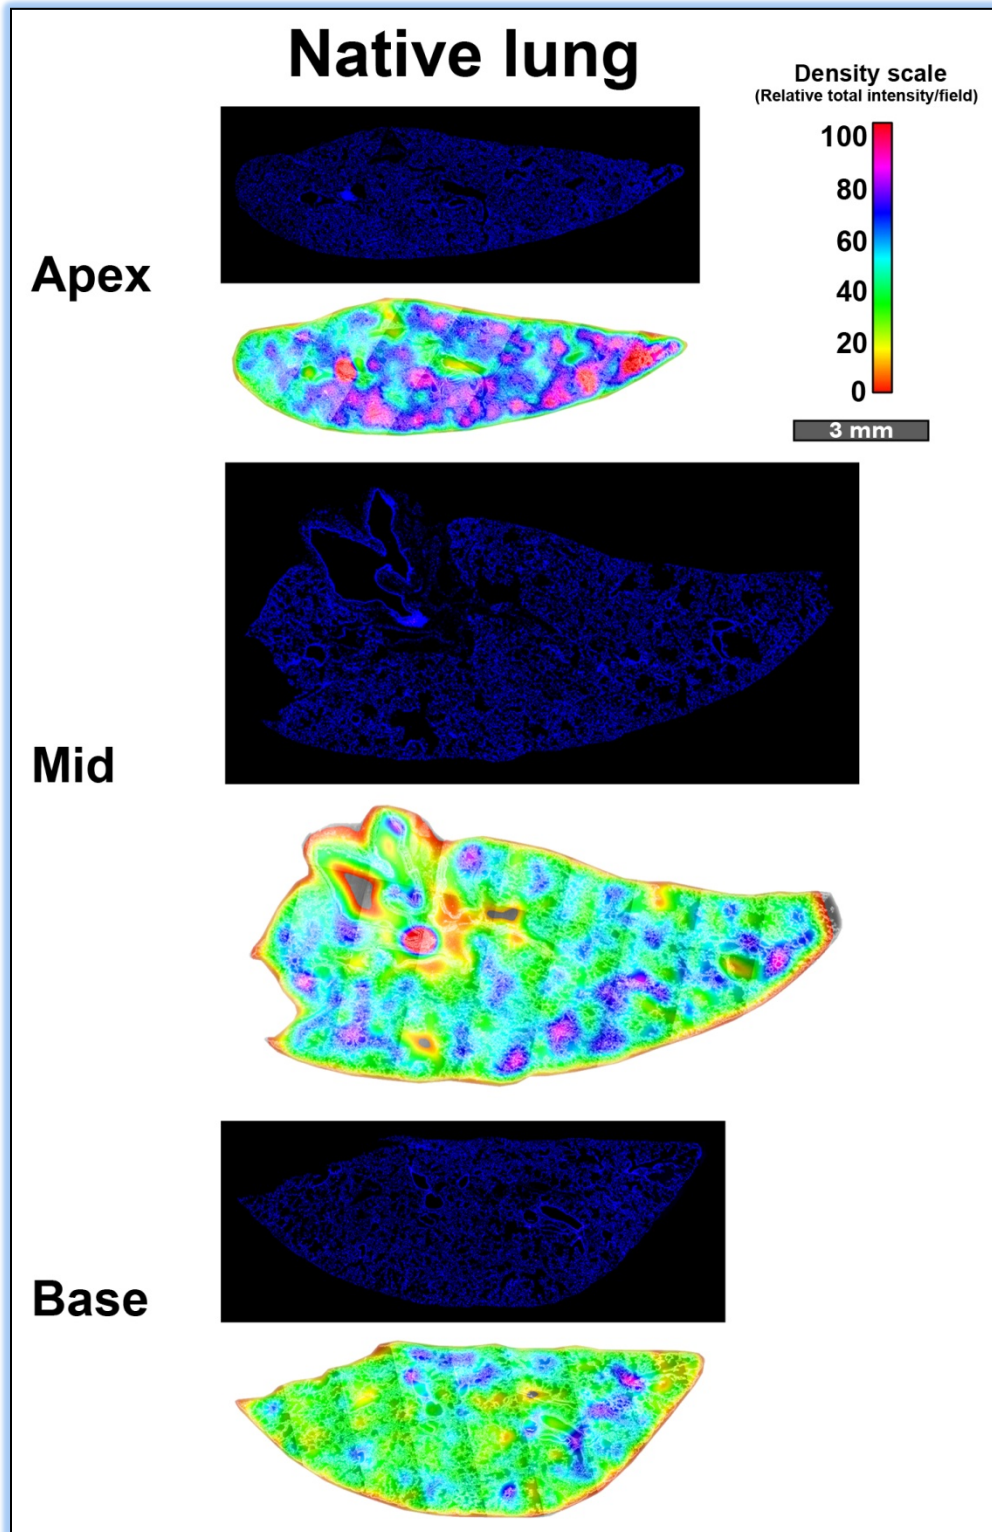 Native lung
Density scale
(Relative total intensity/field)
100
80
60
40
20
0
3 mm
Apex
Mid
Base